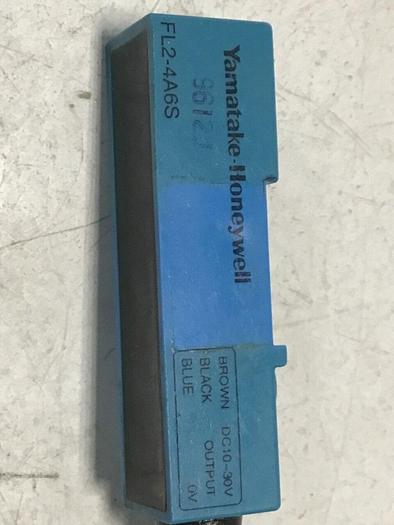 Yamatake-Honeywell
FL2-4A6S
BROWN DC10-30V
BLACK OUTPUT
BLUE 0V